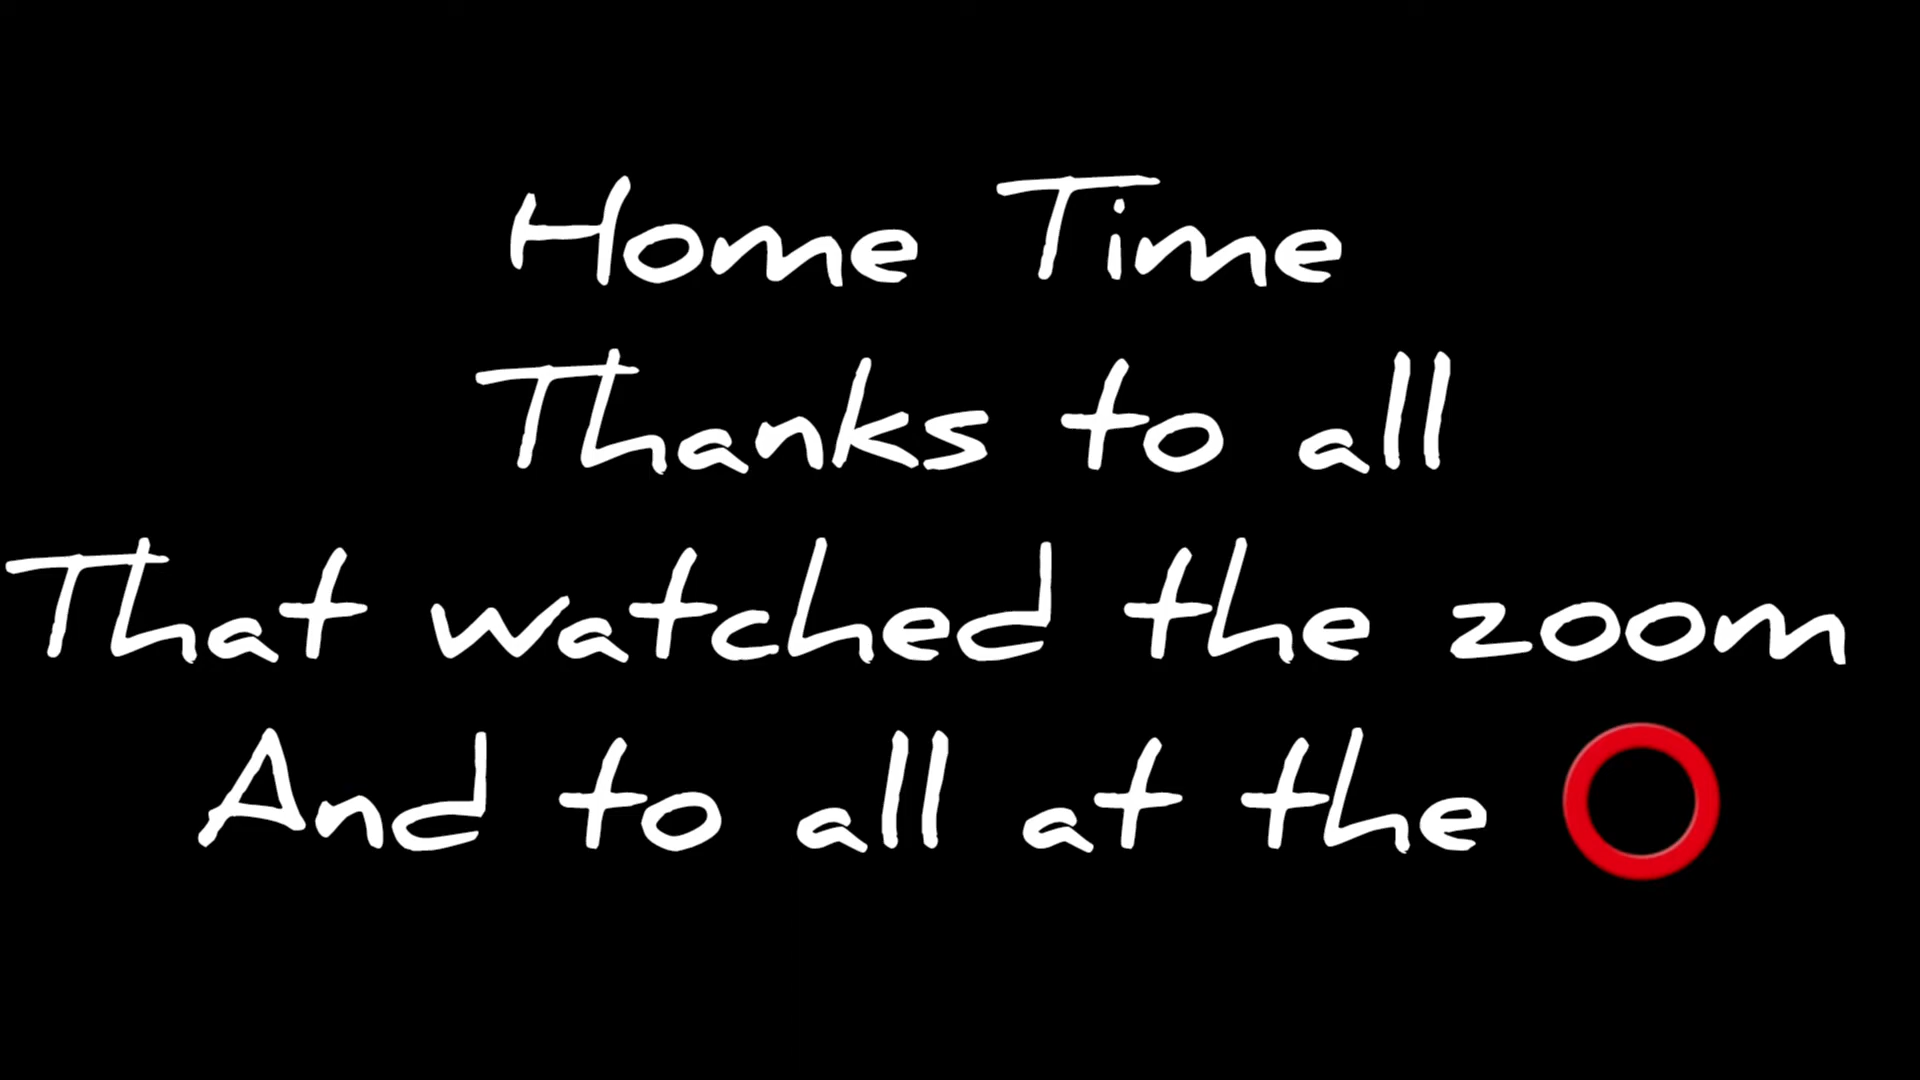 Home Time
Thanks to all
That watched the zoom
And to all at the ⭕